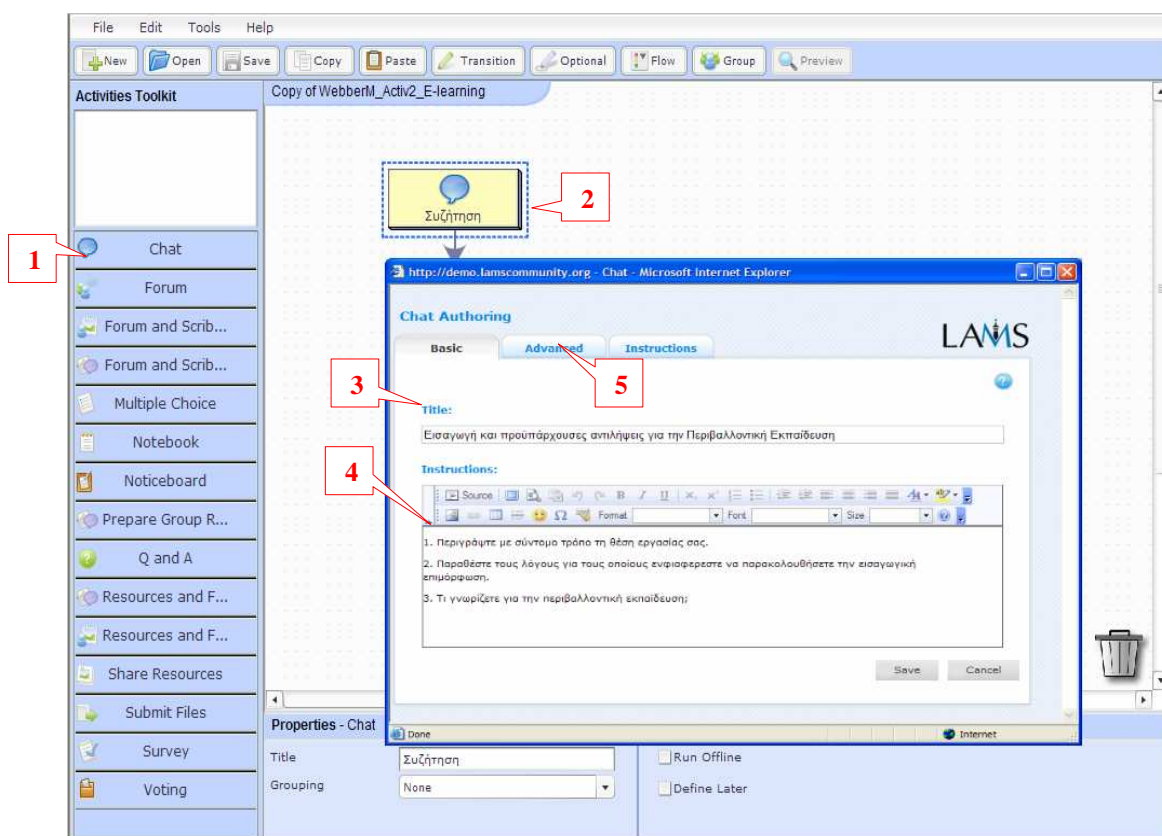 File Edit Tools Help
New Open Save Copy Paste Transition Optional Flow Group Preview
Activities Toolkit
Copy of WebberM_Activ2_E-learning
Συζήτηση
2
1
Chat
Forum
Forum and Scrib...
Forum and Scrib...
Multiple Choice
Notebook
Noticeboard
Prepare Group R...
Q and A
Resources and F...
Resources and F...
Share Resources
Submit Files
Survey
Voting
http://demo.lamscommunity.org - Chat - Microsoft Internet Explorer
Chat Authoring
LAMS
Basic Advanced Instructions
3
5
Title:
Εισαγωγή και προϋπάρχουσες αντιλήψεις για την Περιβαλλοντική Εκπαίδευση
4
Instructions:
Source B I U
Format Font Size
1. Περιγράψτε με σύντομο τρόπο τη θέση εργασίας σας.
2. Παραθέστε τους λόγους για τους οποίους ενφιαφερεστε να παρακολουθήσετε την εισαγωγική
επιμόρφωση.
3. Τι γνωρίζετε για την περιβαλλοντική εκπαίδευση;
Save Cancel
Done Internet
Properties - Chat
Title Συζήτηση Run Offline
Grouping None Define Later